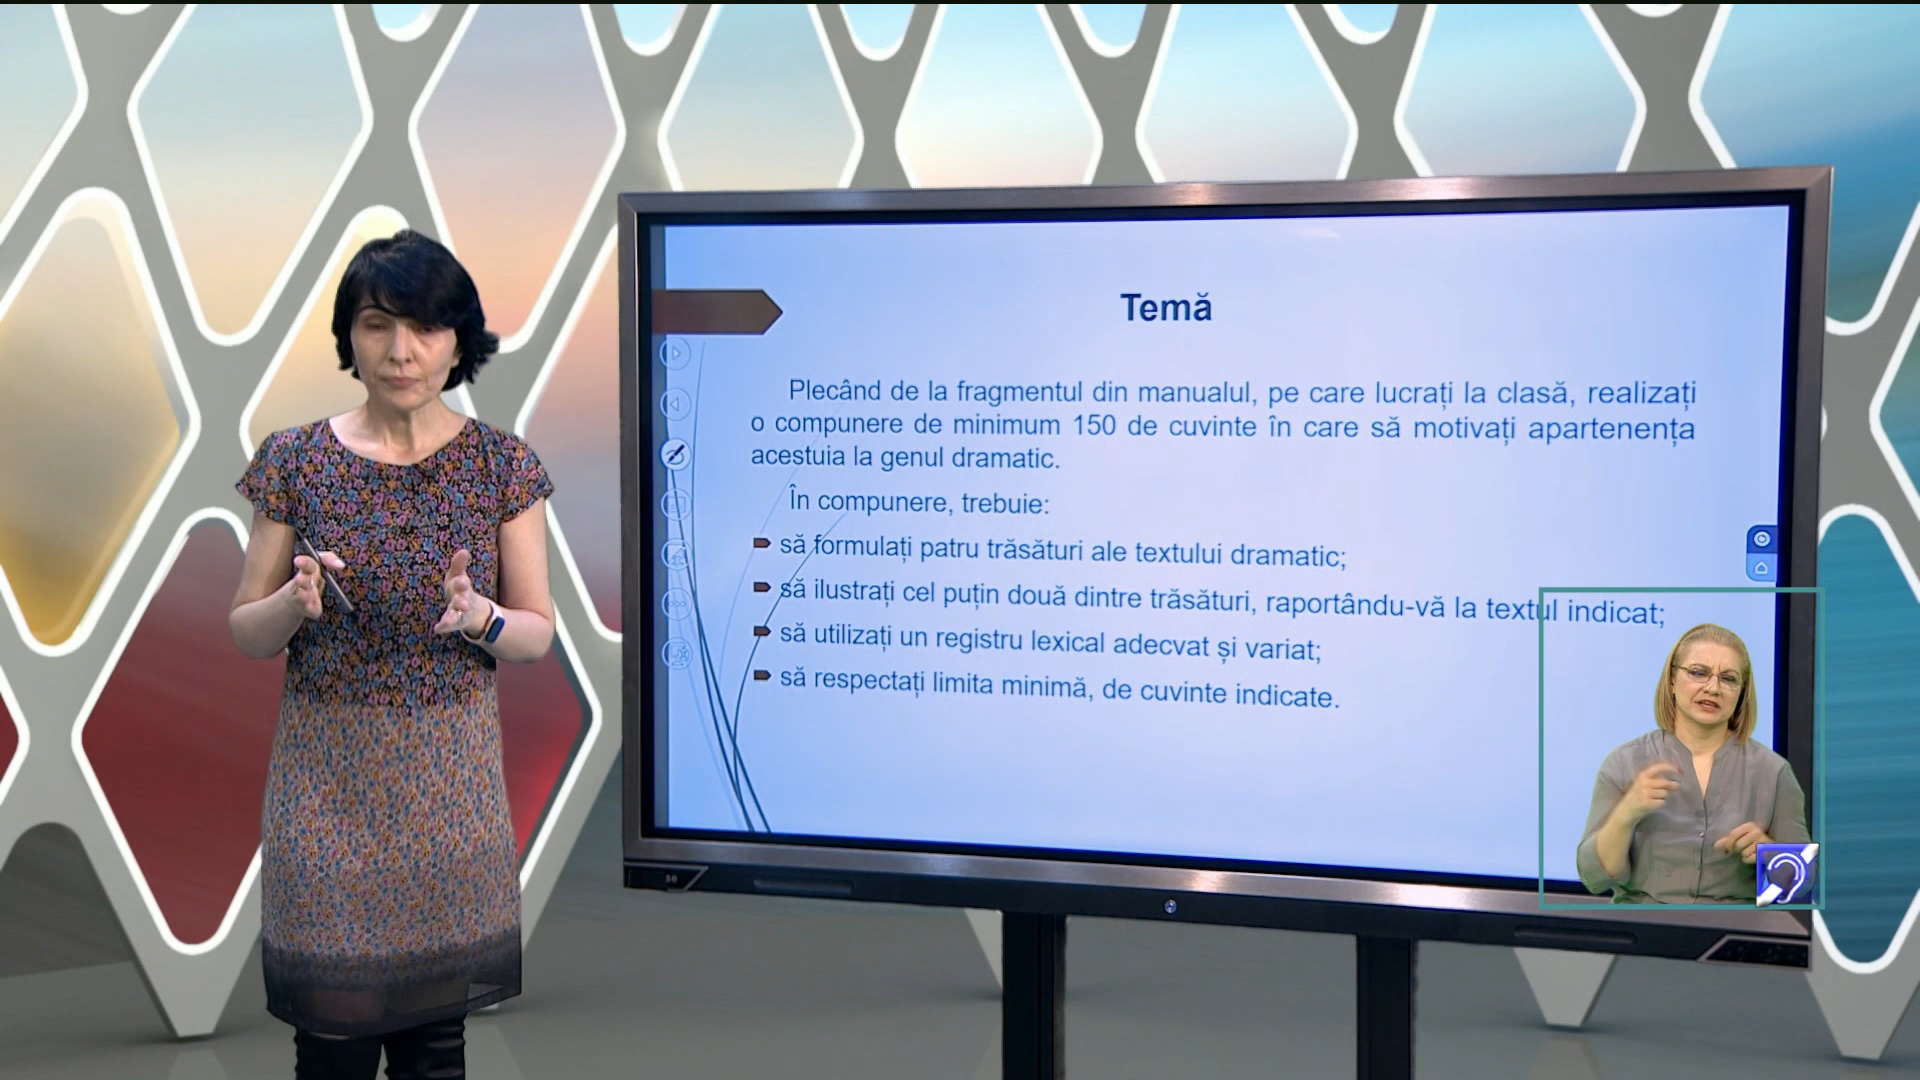 Temă
Plecând de la fragmentul din manualul, pe care lucrați la clasă, realizați
o compunere de minimum 150 de cuvinte în care să motivați apartenența
acestuia la genul dramatic.
În compunere, trebuie:
să formulați patru trăsături ale textului dramatic;
să ilustrați cel puțin două dintre trăsături, raportându-vă la textul indicat;
să utilizați un registru lexical adecvat și variat;
să respectați limita minimă, de cuvinte indicate.